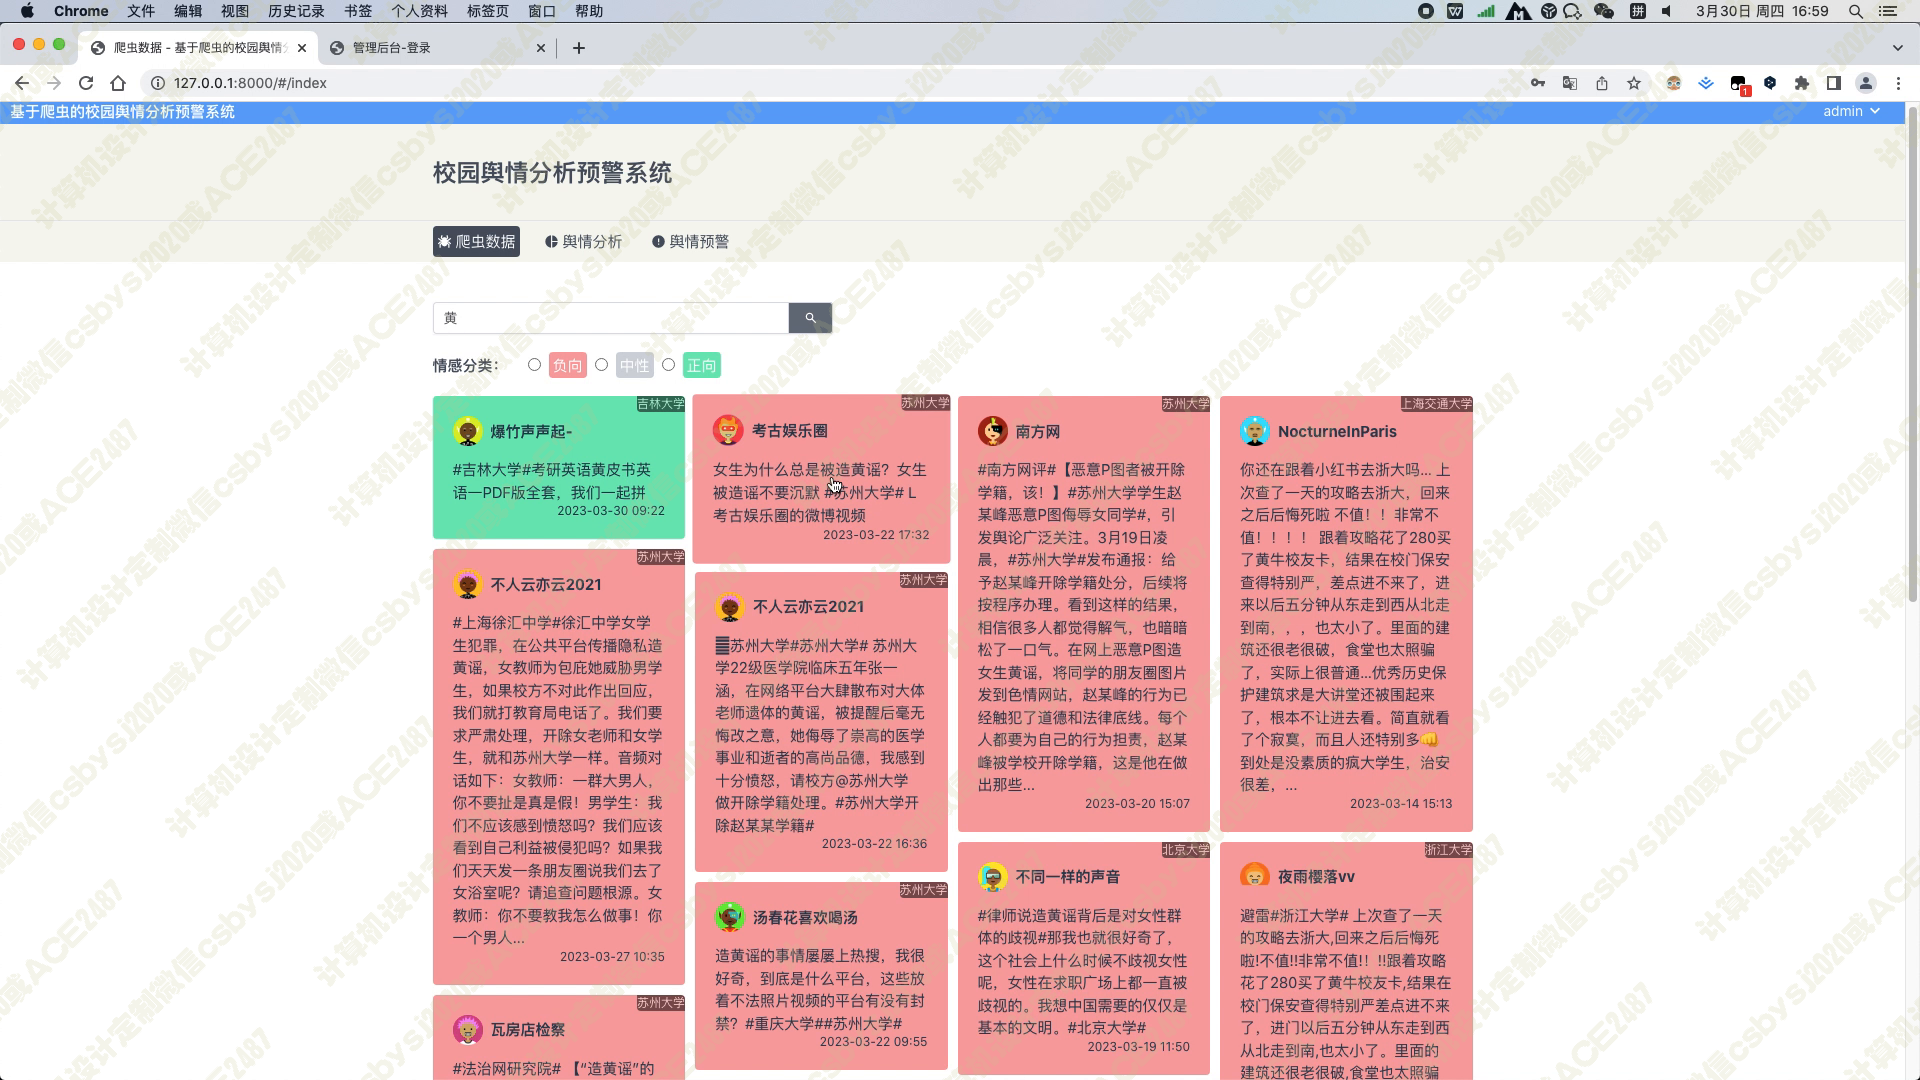 Chrome 文件 编辑 视图 历史记录 书签 个人资料 标签页 窗口 帮助
3月30日 周四 16:59
爬虫数据 - 基于爬虫的校园舆情
管理后台-登录
127.0.0.1:8000/#/index
1
基于爬虫的校园舆情分析预警系统
admin
校园舆情分析预警系统
爬虫数据 舆情分析 舆情预警
黄
情感分类： 负向 中性 正向
吉林大学
爆竹声声起-
#吉林大学#考研英语黄皮书英
语一PDF版全套，我们一起拼
2023-03-30 09:22
苏州大学
不人云亦云2021
#上海徐汇中学#徐汇中学女学
生犯罪，在公共平台传播隐私造
黄谣，女教师为包庇她威胁男学
生，如果校方不对此作出回应，
我们就打教育局电话了。我们要
求严肃处理，开除女老师和女学
生，就和苏州大学一样。音频对
话如下：女教师：一群大男人，
你不要扯是真是假！男学生：我
们不应该感到愤怒吗？我们应该
看到自己利益被侵犯吗？如果我
们天天发一条朋友圈说我们去了
女浴室呢？请追查问题根源。女
教师：你不要教我怎么做事！你
一个男人...
2023-03-27 10:35
苏州大学
瓦房店检察
#法治网研究院# 【“造黄谣”的
苏州大学
考古娱乐圈
女生为什么总是被造黄谣？女生
被造谣不要沉默 #苏州大学# L
考古娱乐圈的微博视频
2023-03-22 17:32
苏州大学
不人云亦云2021
苏州大学#苏州大学# 苏州大
学22级医学院临床五年张一
涵，在网络平台大肆散布对大体
老师遗体的黄谣，被提醒后毫无
悔改之意，她侮辱了崇高的医学
事业和逝者的高尚品德，我感到
十分愤怒，请校方@苏州大学
做开除学籍处理。#苏州大学开
除赵某某学籍#
2023-03-22 16:36
苏州大学
汤春花喜欢喝汤
造黄谣的事情屡屡上热搜，我很
好奇，到底是什么平台，这些放
着不法照片视频的平台有没有封
禁？#重庆大学##苏州大学#
2023-03-22 09:55
苏州大学
南方网
#南方网评#【恶意P图者被开除
学籍，该！】#苏州大学学生赵
某峰恶意P图侮辱女同学#，引
发舆论广泛关注。3月19日凌
晨，#苏州大学#发布通报：给
予赵某峰开除学籍处分，后续将
按程序办理。看到这样的结果，
相信很多人都觉得解气，也暗暗
松了一口气。在网上恶意P图造
女生黄谣，将同学的朋友圈图片
发到色情网站，赵某峰的行为已
经触犯了道德和法律底线。每个
人都要为自己的行为担责，赵某
峰被学校开除学籍，这是他在做
出那些...
2023-03-20 15:07
北京大学
不同一样的声音
#律师说造黄谣背后是对女性群
体的歧视#那我也就很好奇了，
这个社会上什么时候不歧视女性
呢，女性在求职广场上都一直被
歧视的。我想中国需要的仅仅是
基本的文明。#北京大学#
2023-03-19 11:50
上海交通大学
NocturneInParis
你还在跟着小红书去浙大吗... 上
次查了一天的攻略去浙大，回来
之后后悔死啦 不值！！非常不
值！！！！ 跟着攻略花了280买
了黄牛校友卡，结果在校门保安
查得特别严，差点进不来了，进
来以后五分钟从东走到西从北走
到南，，，也太小了。里面的建
筑还很老很破，食堂也太照骗
了，实际上很普通...优秀历史保
护建筑求是大讲堂还被围起来
了，根本不让进去看。简直就看
了个寂寞，而且人还特别多👊
到处是没素质的疯大学生，治安
很差，...
2023-03-14 15:13
浙江大学
夜雨樱落vv
避雷#浙江大学# 上次查了一天
的攻略去浙大,回来之后后悔死
啦!不值!!非常不值!！!!跟着攻略
花了280买了黄牛校友卡,结果在
校门保安查得特别严差点进不来
了，进门以后五分钟从东走到西
从北走到南,也太小了。里面的
建筑还很老很破,食堂也太照骗
计算机设计定制微信csbysj2020或ACE2487